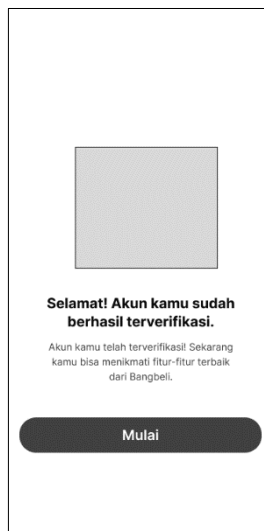 Selamat! Akun kamu sudah
berhasil terverifikasi.
Akun kamu telah terverifikasi! Sekarang
kamu bisa menikmati fitur-fitur terbaik
dari Bangbeli.
Mulai